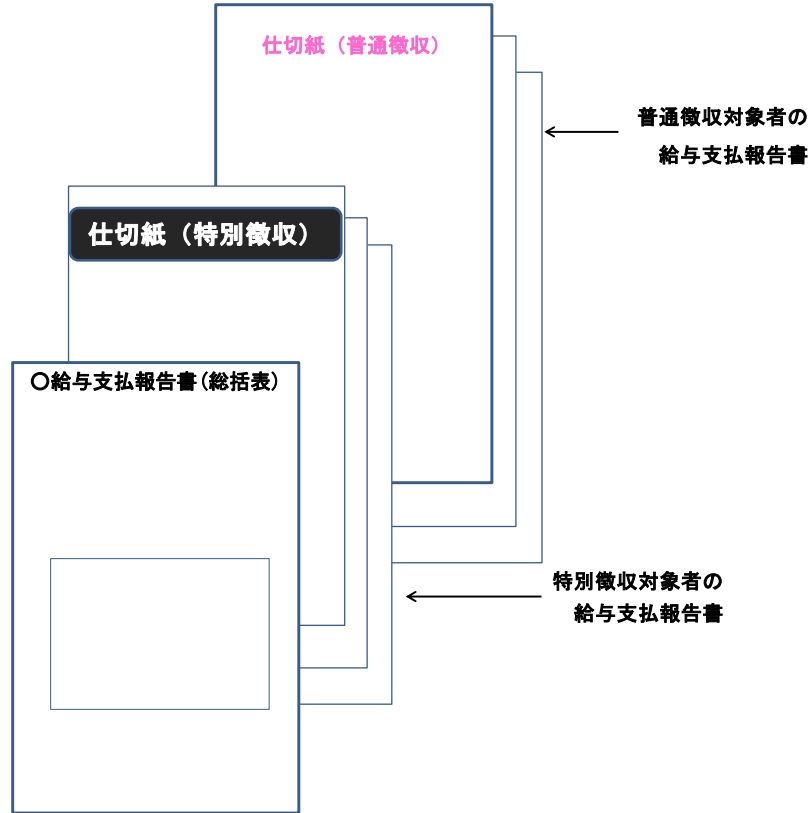 仕切紙（普通徴収）
普通徴収対象者の
給与支払報告書
仕切紙（特別徴収）
〇給与支払報告書(総括表)
特別徴収対象者の
給与支払報告書